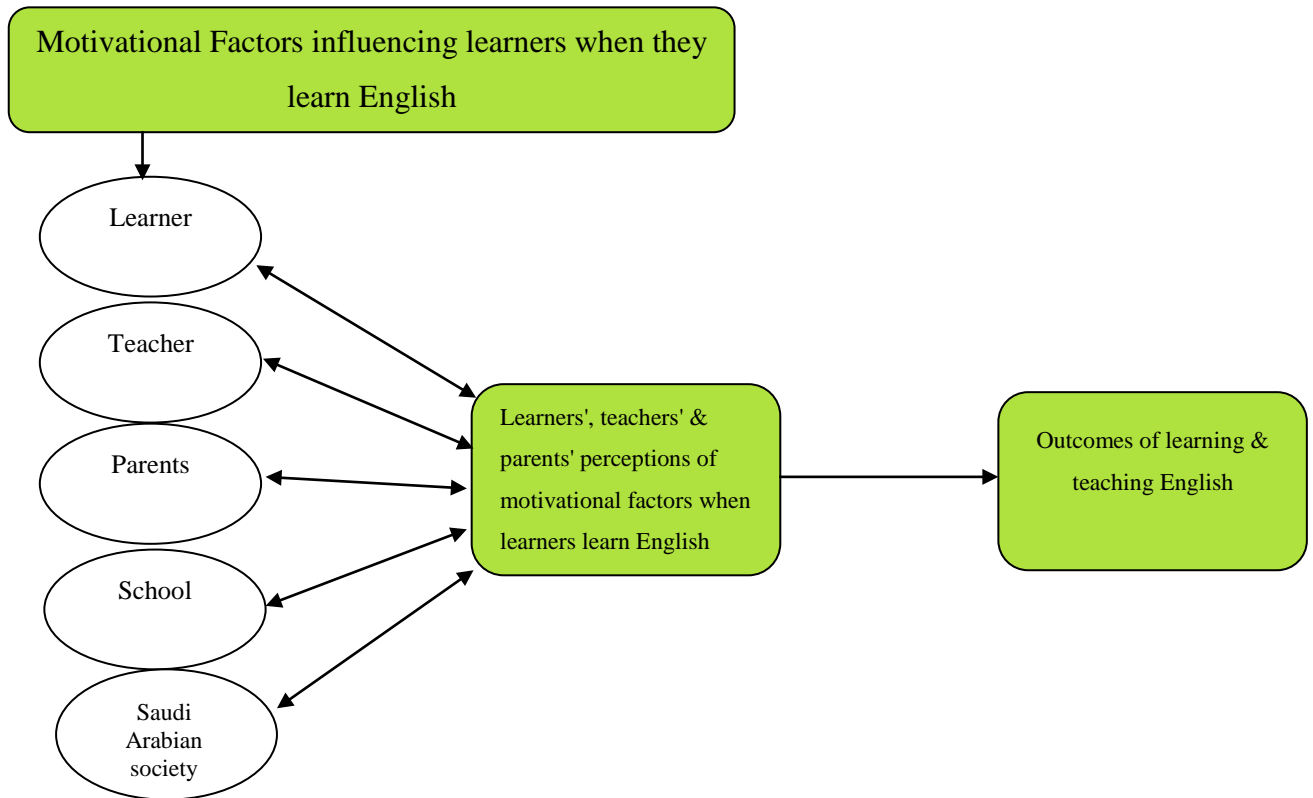 Motivational Factors influencing learners when they
learn English
Learner
Teacher
Parents
School
Saudi
Arabian
society
Learners', teachers' &
parents' perceptions of
motivational factors when
learners learn English
Outcomes of learning &
teaching English